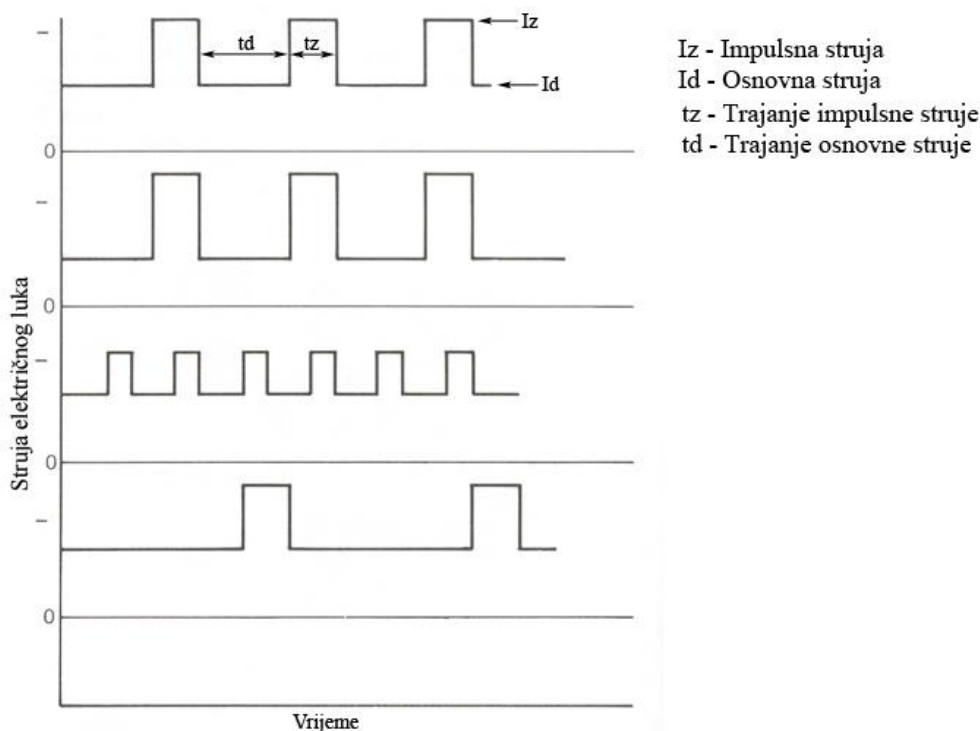 Iz
td
tz
Id
Iz - Impulsna struja
Id - Osnovna struja
tz - Trajanje impulsne struje
td - Trajanje osnovne struje
0
0
0
0
Struja električnog luka
Vrijeme